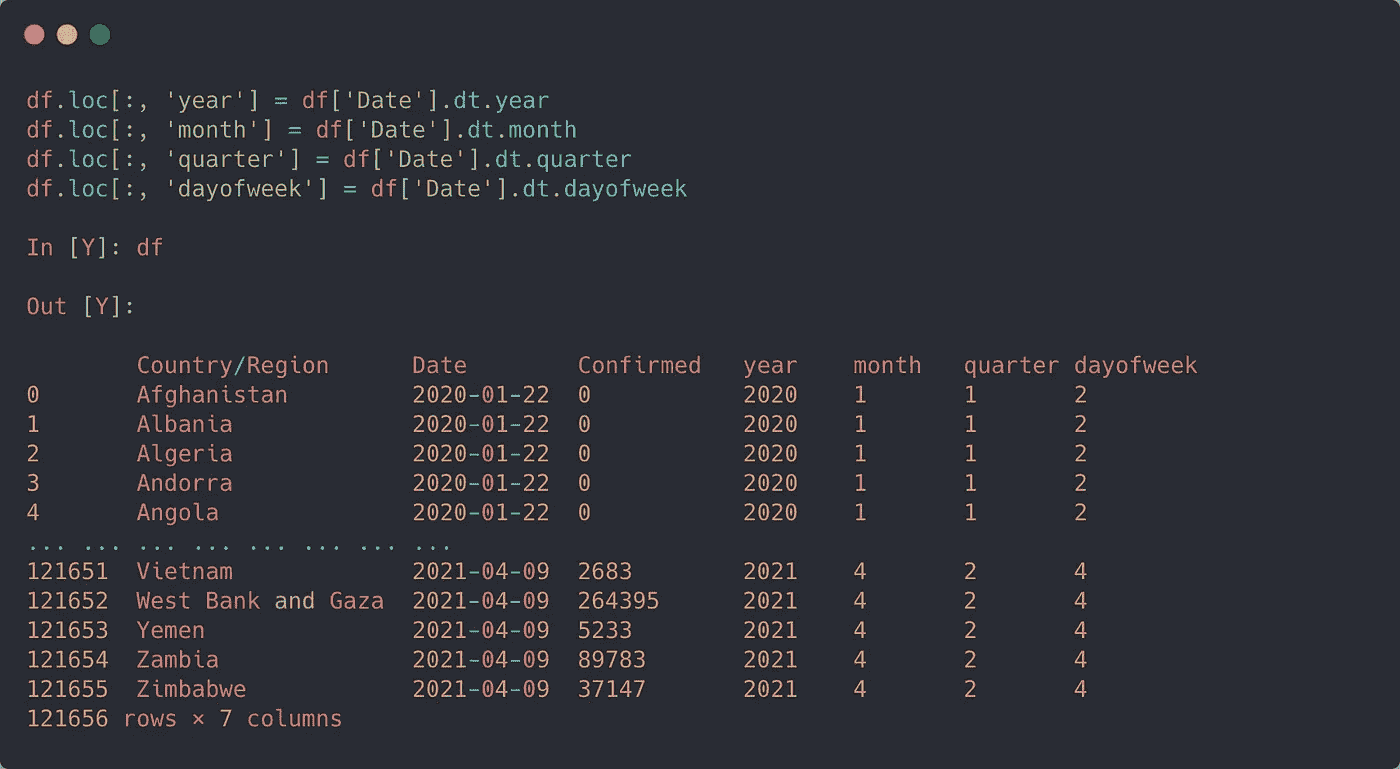 df.loc[:, 'year'] = df['Date'].dt.year
df.loc[:, 'month'] = df['Date'].dt.month
df.loc[:, 'quarter'] = df['Date'].dt.quarter
df.loc[:, 'dayofweek'] = df['Date'].dt.dayofweek
In [Y]: df
Out [Y]:
Country/Region Date Confirmed year month quarter dayofweek
0 Afghanistan 2020-01-22 0 2020 1 1 2
1 Albania 2020-01-22 0 2020 1 1 2
2 Algeria 2020-01-22 0 2020 1 1 2
3 Andorra 2020-01-22 0 2020 1 1 2
4 Angola 2020-01-22 0 2020 1 1 2
... ... ... ... ... ... ... ...
121651 Vietnam 2021-04-09 2683 2021 4 2 4
121652 West Bank and Gaza 2021-04-09 264395 2021 4 2 4
121653 Yemen 2021-04-09 5233 2021 4 2 4
121654 Zambia 2021-04-09 89783 2021 4 2 4
121655 Zimbabwe 2021-04-09 37147 2021 4 2 4
121656 rows × 7 columns